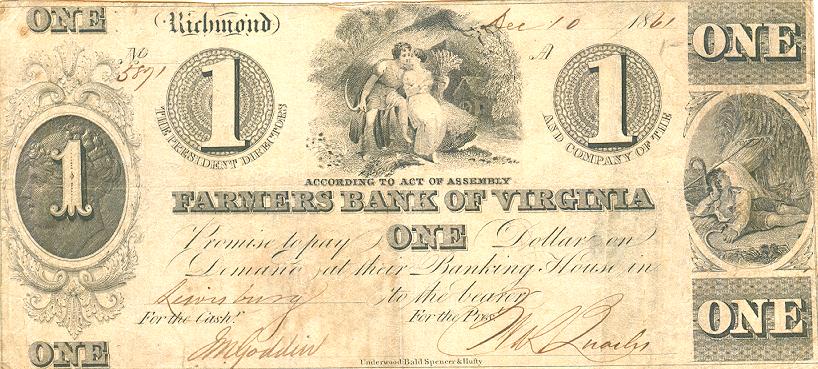 ONE
(Richmond)
Dec 10 1861
No
5891
A
ONE
1
THE PRESIDENT DIRECTORS
1
AND COMPANY OF THE
1
ACCORDING TO ACT OF ASSEMBLY
FARMERS BANK OF VIRGINIA
Promise to pay ONE Dollar on
Demand at their Banking House in
Lewisburg to the bearer
For the Cash.r
For the Pres.t
ONE
ONE
Underwood Bald Spencer & Hufty